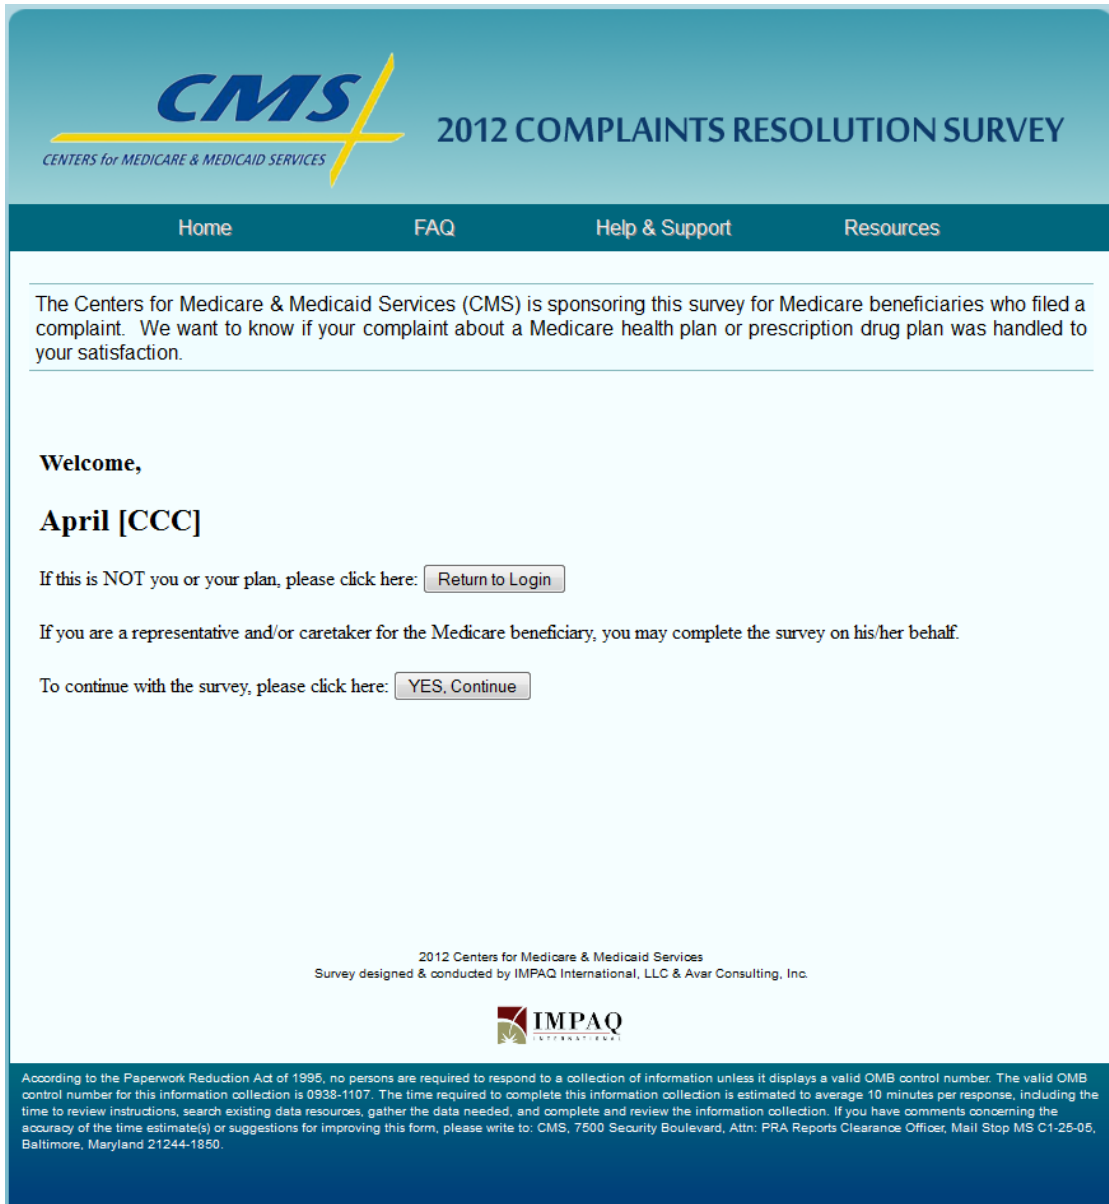 CMS
CENTERS for MEDICARE & MEDICAID SERVICES
2012 COMPLAINTS RESOLUTION SURVEY
Home FAQ Help & Support Resources
The Centers for Medicare & Medicaid Services (CMS) is sponsoring this survey for Medicare beneficiaries who filed a
complaint. We want to know if your complaint about a Medicare health plan or prescription drug plan was handled to
your satisfaction.
Welcome,
April [CCC]
If this is NOT you or your plan, please click here: Return to Login
If you are a representative and/or caretaker for the Medicare beneficiary, you may complete the survey on his/her behalf.
To continue with the survey, please click here: YES, Continue
2012 Centers for Medicare & Medicaid Services
Survey designed & conducted by IMPAQ International, LLC & Avar Consulting, Inc.
IMPAQ
INTERNATIONAL
According to the Paperwork Reduction Act of 1995, no persons are required to respond to a collection of information unless it displays a valid OMB control number. The valid OMB
control number for this information collection is 0938-1107. The time required to complete this information collection is estimated to average 10 minutes per response, including the
time to review instructions, search existing data resources, gather the data needed, and complete and review the information collection. If you have comments concerning the
accuracy of the time estimate(s) or suggestions for improving this form, please write to: CMS, 7500 Security Boulevard, Attn: PRA Reports Clearance Officer, Mail Stop MS C1-25-05,
Baltimore, Maryland 21244-1850.